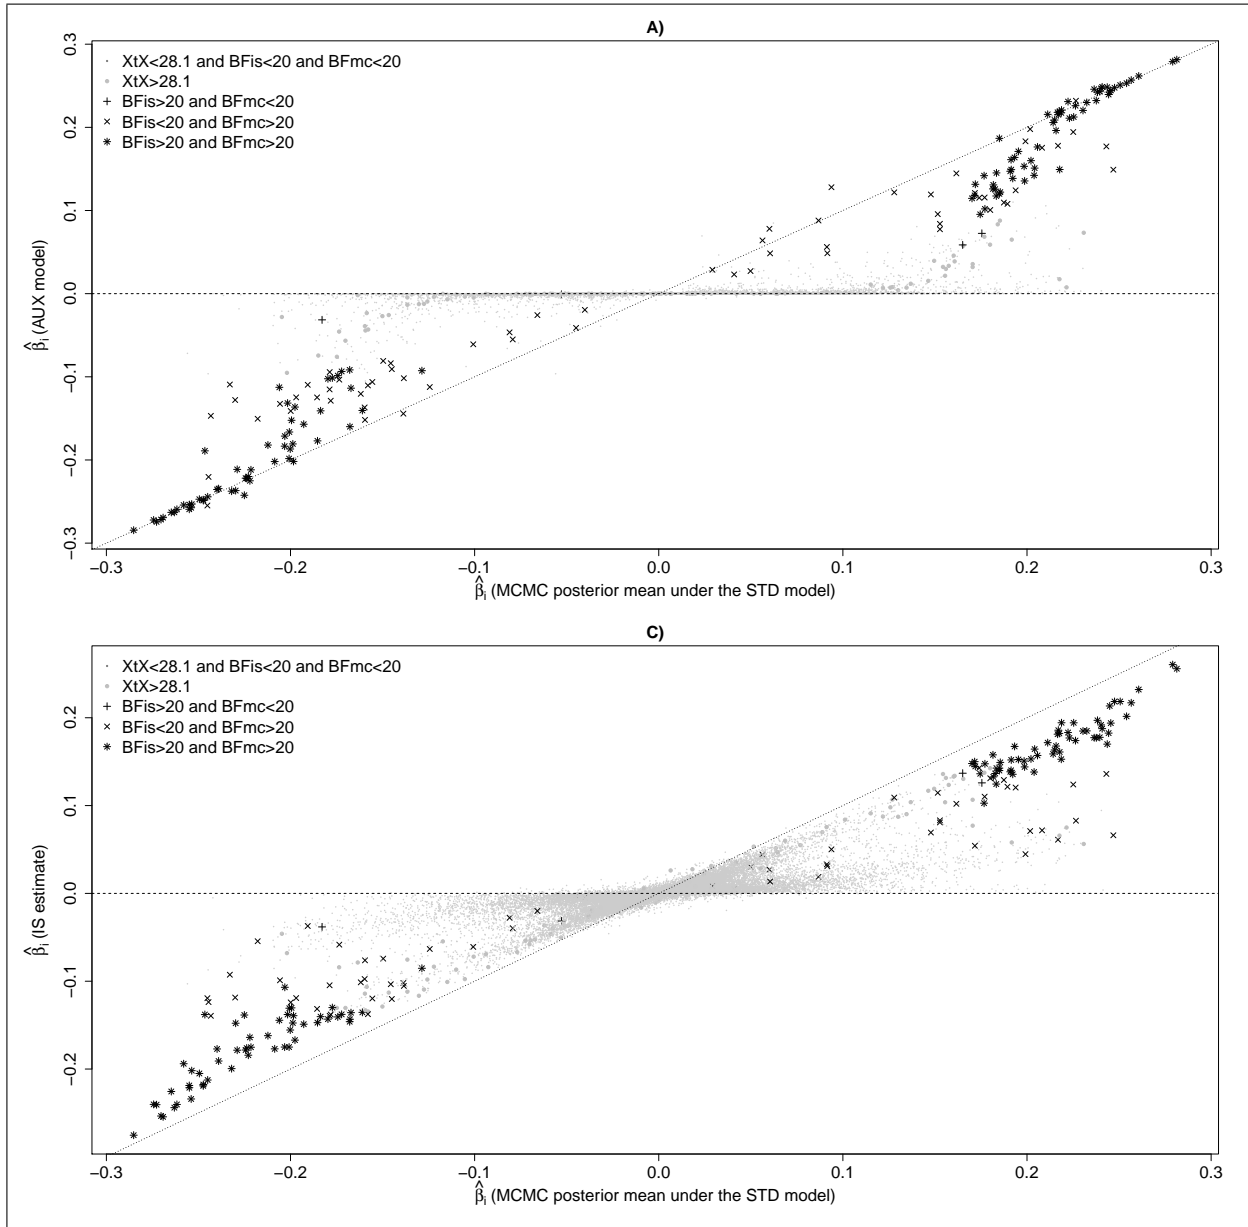 A)
XtX<28.1 and BFis<20 and BFmc<20
XtX>28.1
BFis>20 and BFmc<20
BFis<20 and BFmc>20
BFis>20 and BFmc>20
0.3
0.2
0.1
0.0
−0.1
−0.2
−0.3
β̂i (AUX model)
−0.3 −0.2 −0.1 0.0 0.1 0.2 0.3
β̂i (MCMC posterior mean under the STD model)
C)
XtX<28.1 and BFis<20 and BFmc<20
XtX>28.1
BFis>20 and BFmc<20
BFis<20 and BFmc>20
BFis>20 and BFmc>20
0.2
0.1
0.0
−0.1
−0.2
β̂i (IS estimate)
−0.3 −0.2 −0.1 0.0 0.1 0.2 0.3
β̂i (MCMC posterior mean under the STD model)